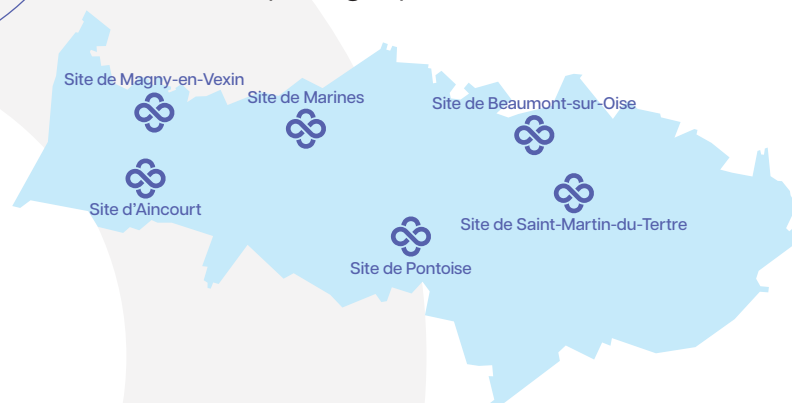 Site de Magny-en-Vexin
Site de Marines
Site de Beaumont-sur-Oise
Site d'Aincourt
Site de Saint-Martin-du-Tertre
Site de Pontoise